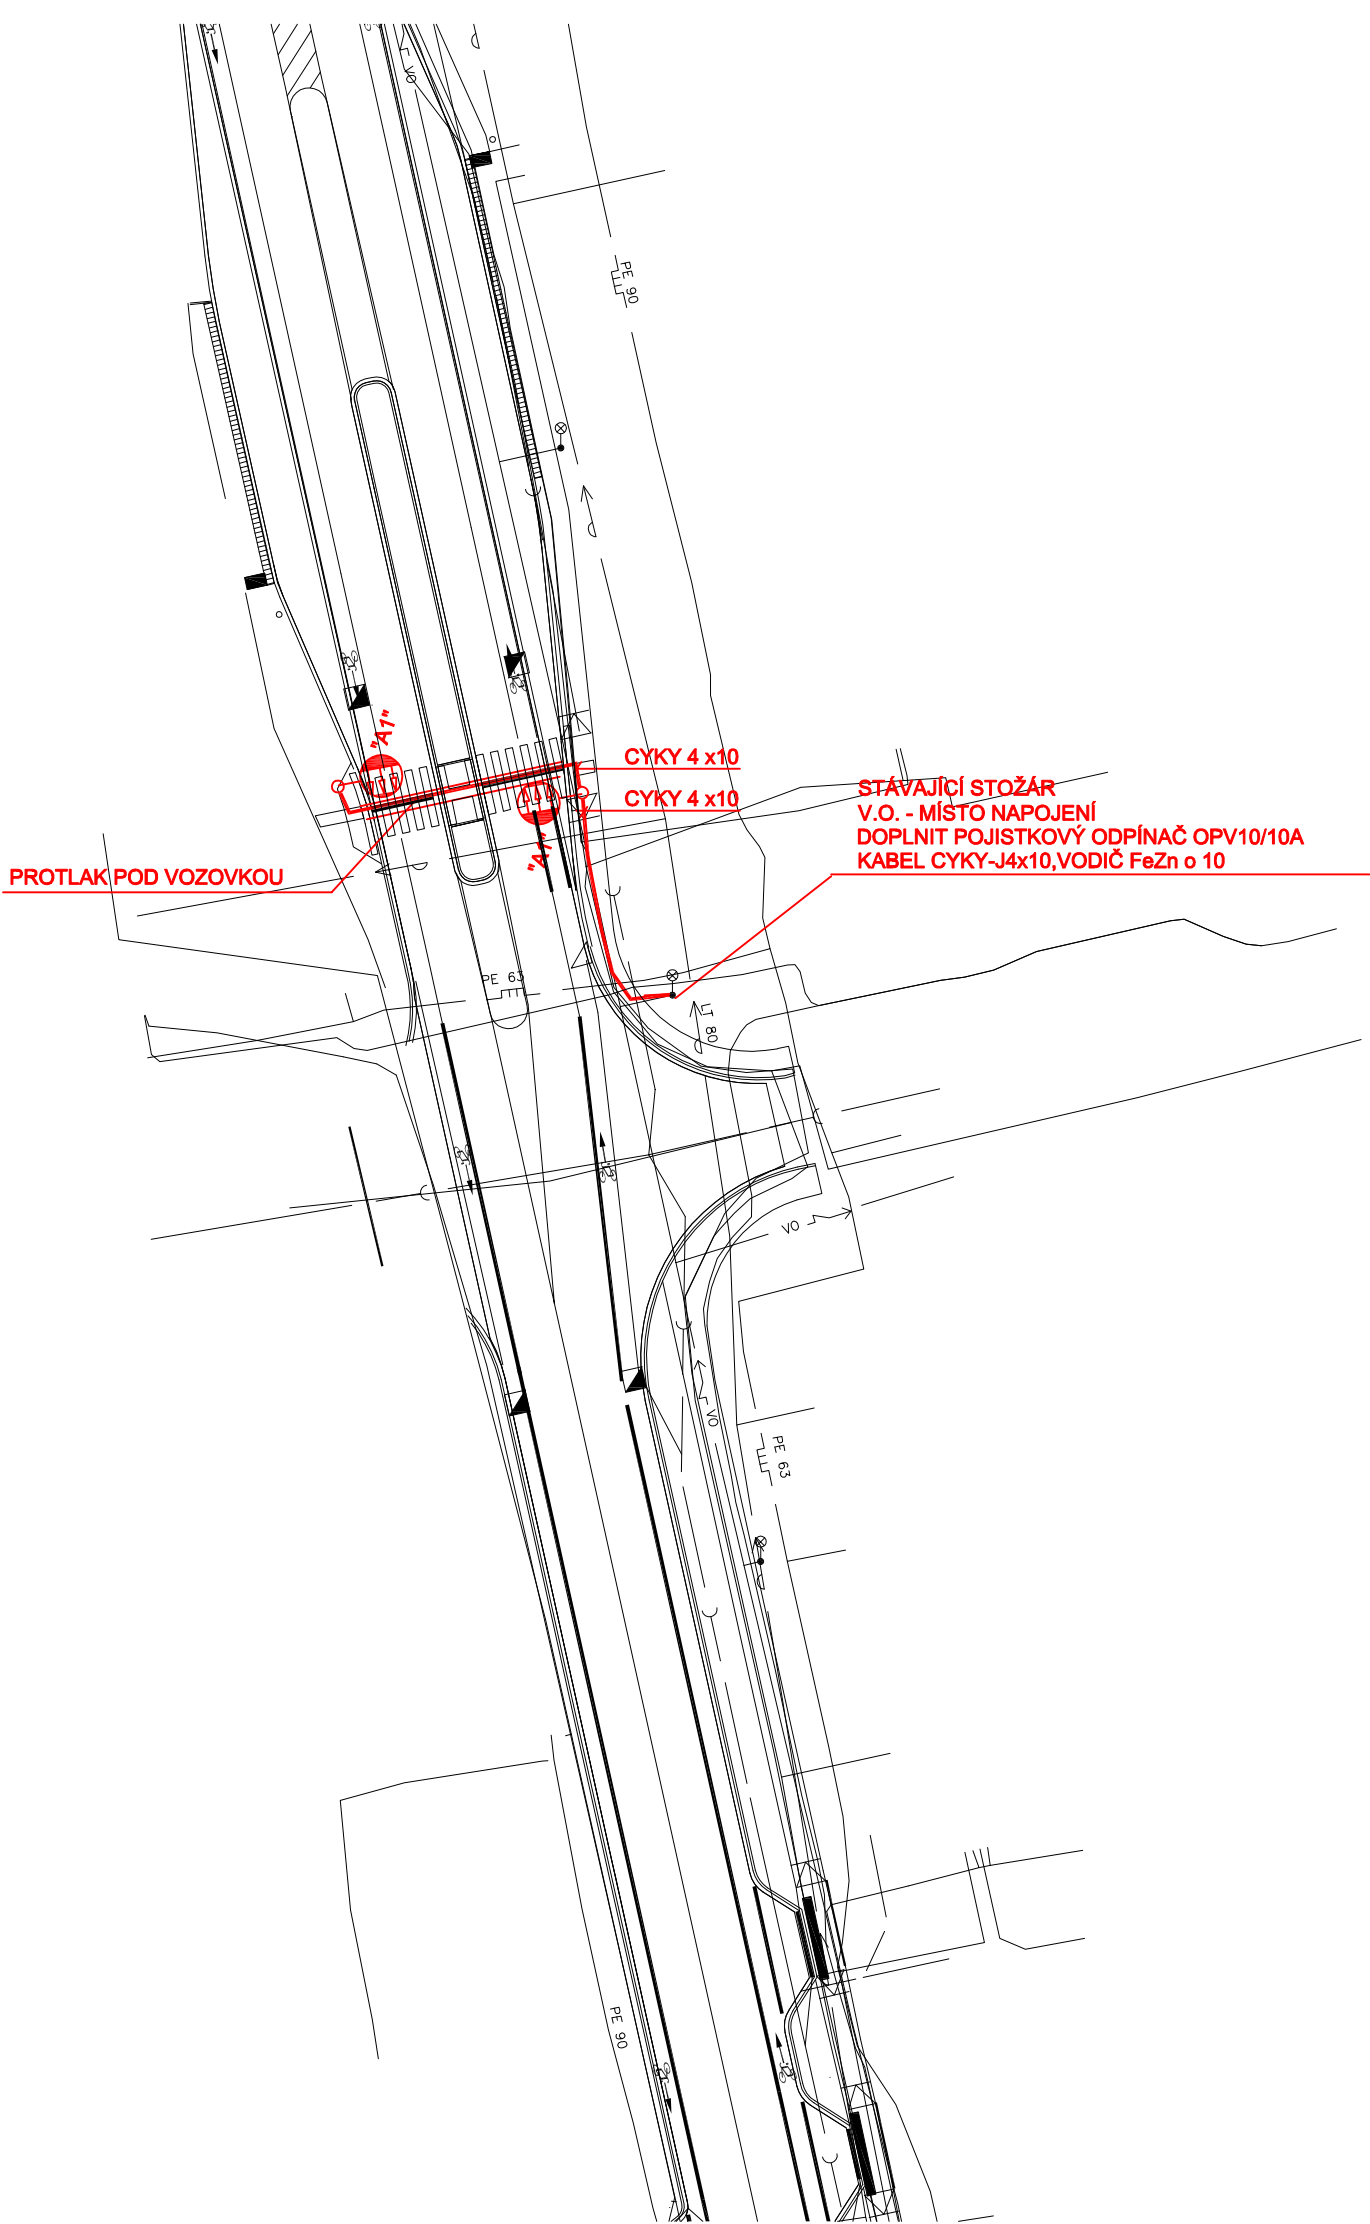 VO
PE 90
"A1"
CYKY 4 x10
CYKY 4 x10
STÁVAJÍCÍ STOŽÁR
V.O. - MÍSTO NAPOJENÍ
DOPLNIT POJISTKOVÝ ODPÍNAČ OPV10/10A
KABEL CYKY-J4x10,VODIČ FeZn o 10
"A1"
PROTLAK POD VOZOVKOU
PE 63
LT 80
VO
VO
PE 63
PE 90